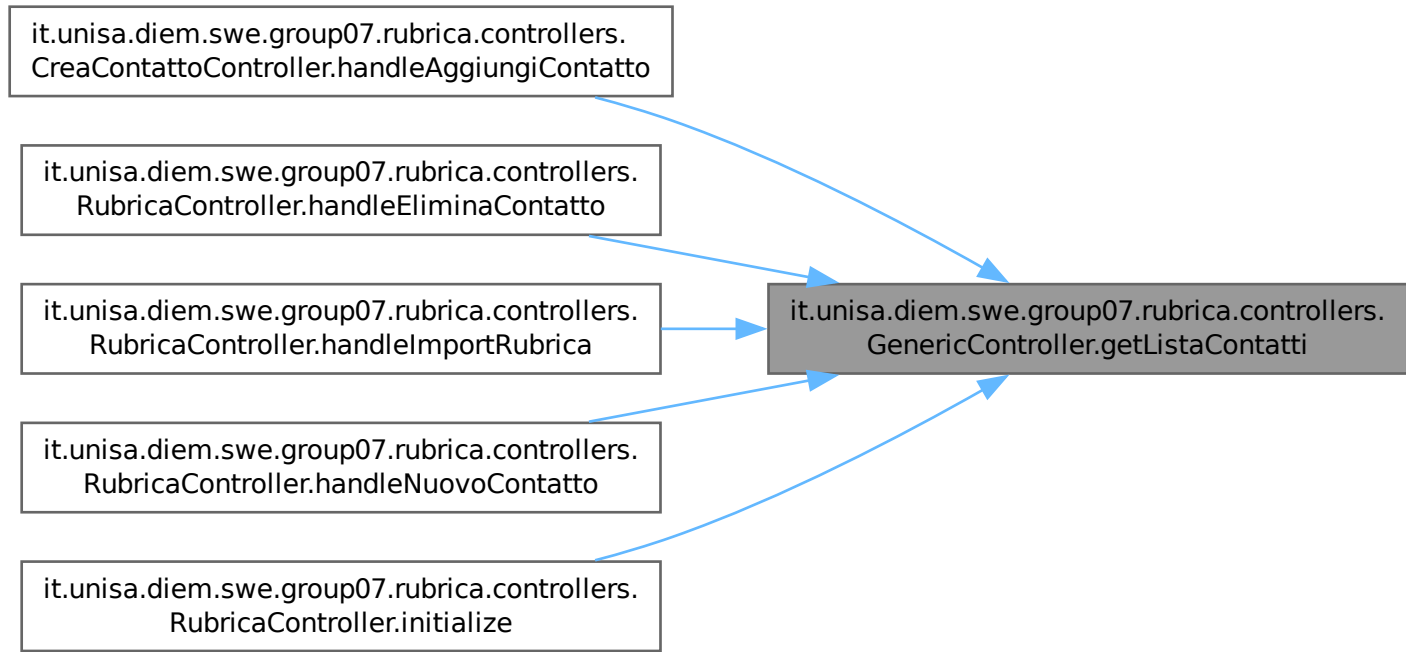 it.unisa.diem.swe.group07.rubrica.controllers.
CreaContattoController.handleAggiungiContatto
it.unisa.diem.swe.group07.rubrica.controllers.
RubricaController.handleEliminaContatto
it.unisa.diem.swe.group07.rubrica.controllers.
RubricaController.handleImportRubrica
it.unisa.diem.swe.group07.rubrica.controllers.
GenericController.getListaContatti
it.unisa.diem.swe.group07.rubrica.controllers.
RubricaController.handleNuovoContatto
it.unisa.diem.swe.group07.rubrica.controllers.
RubricaController.initialize